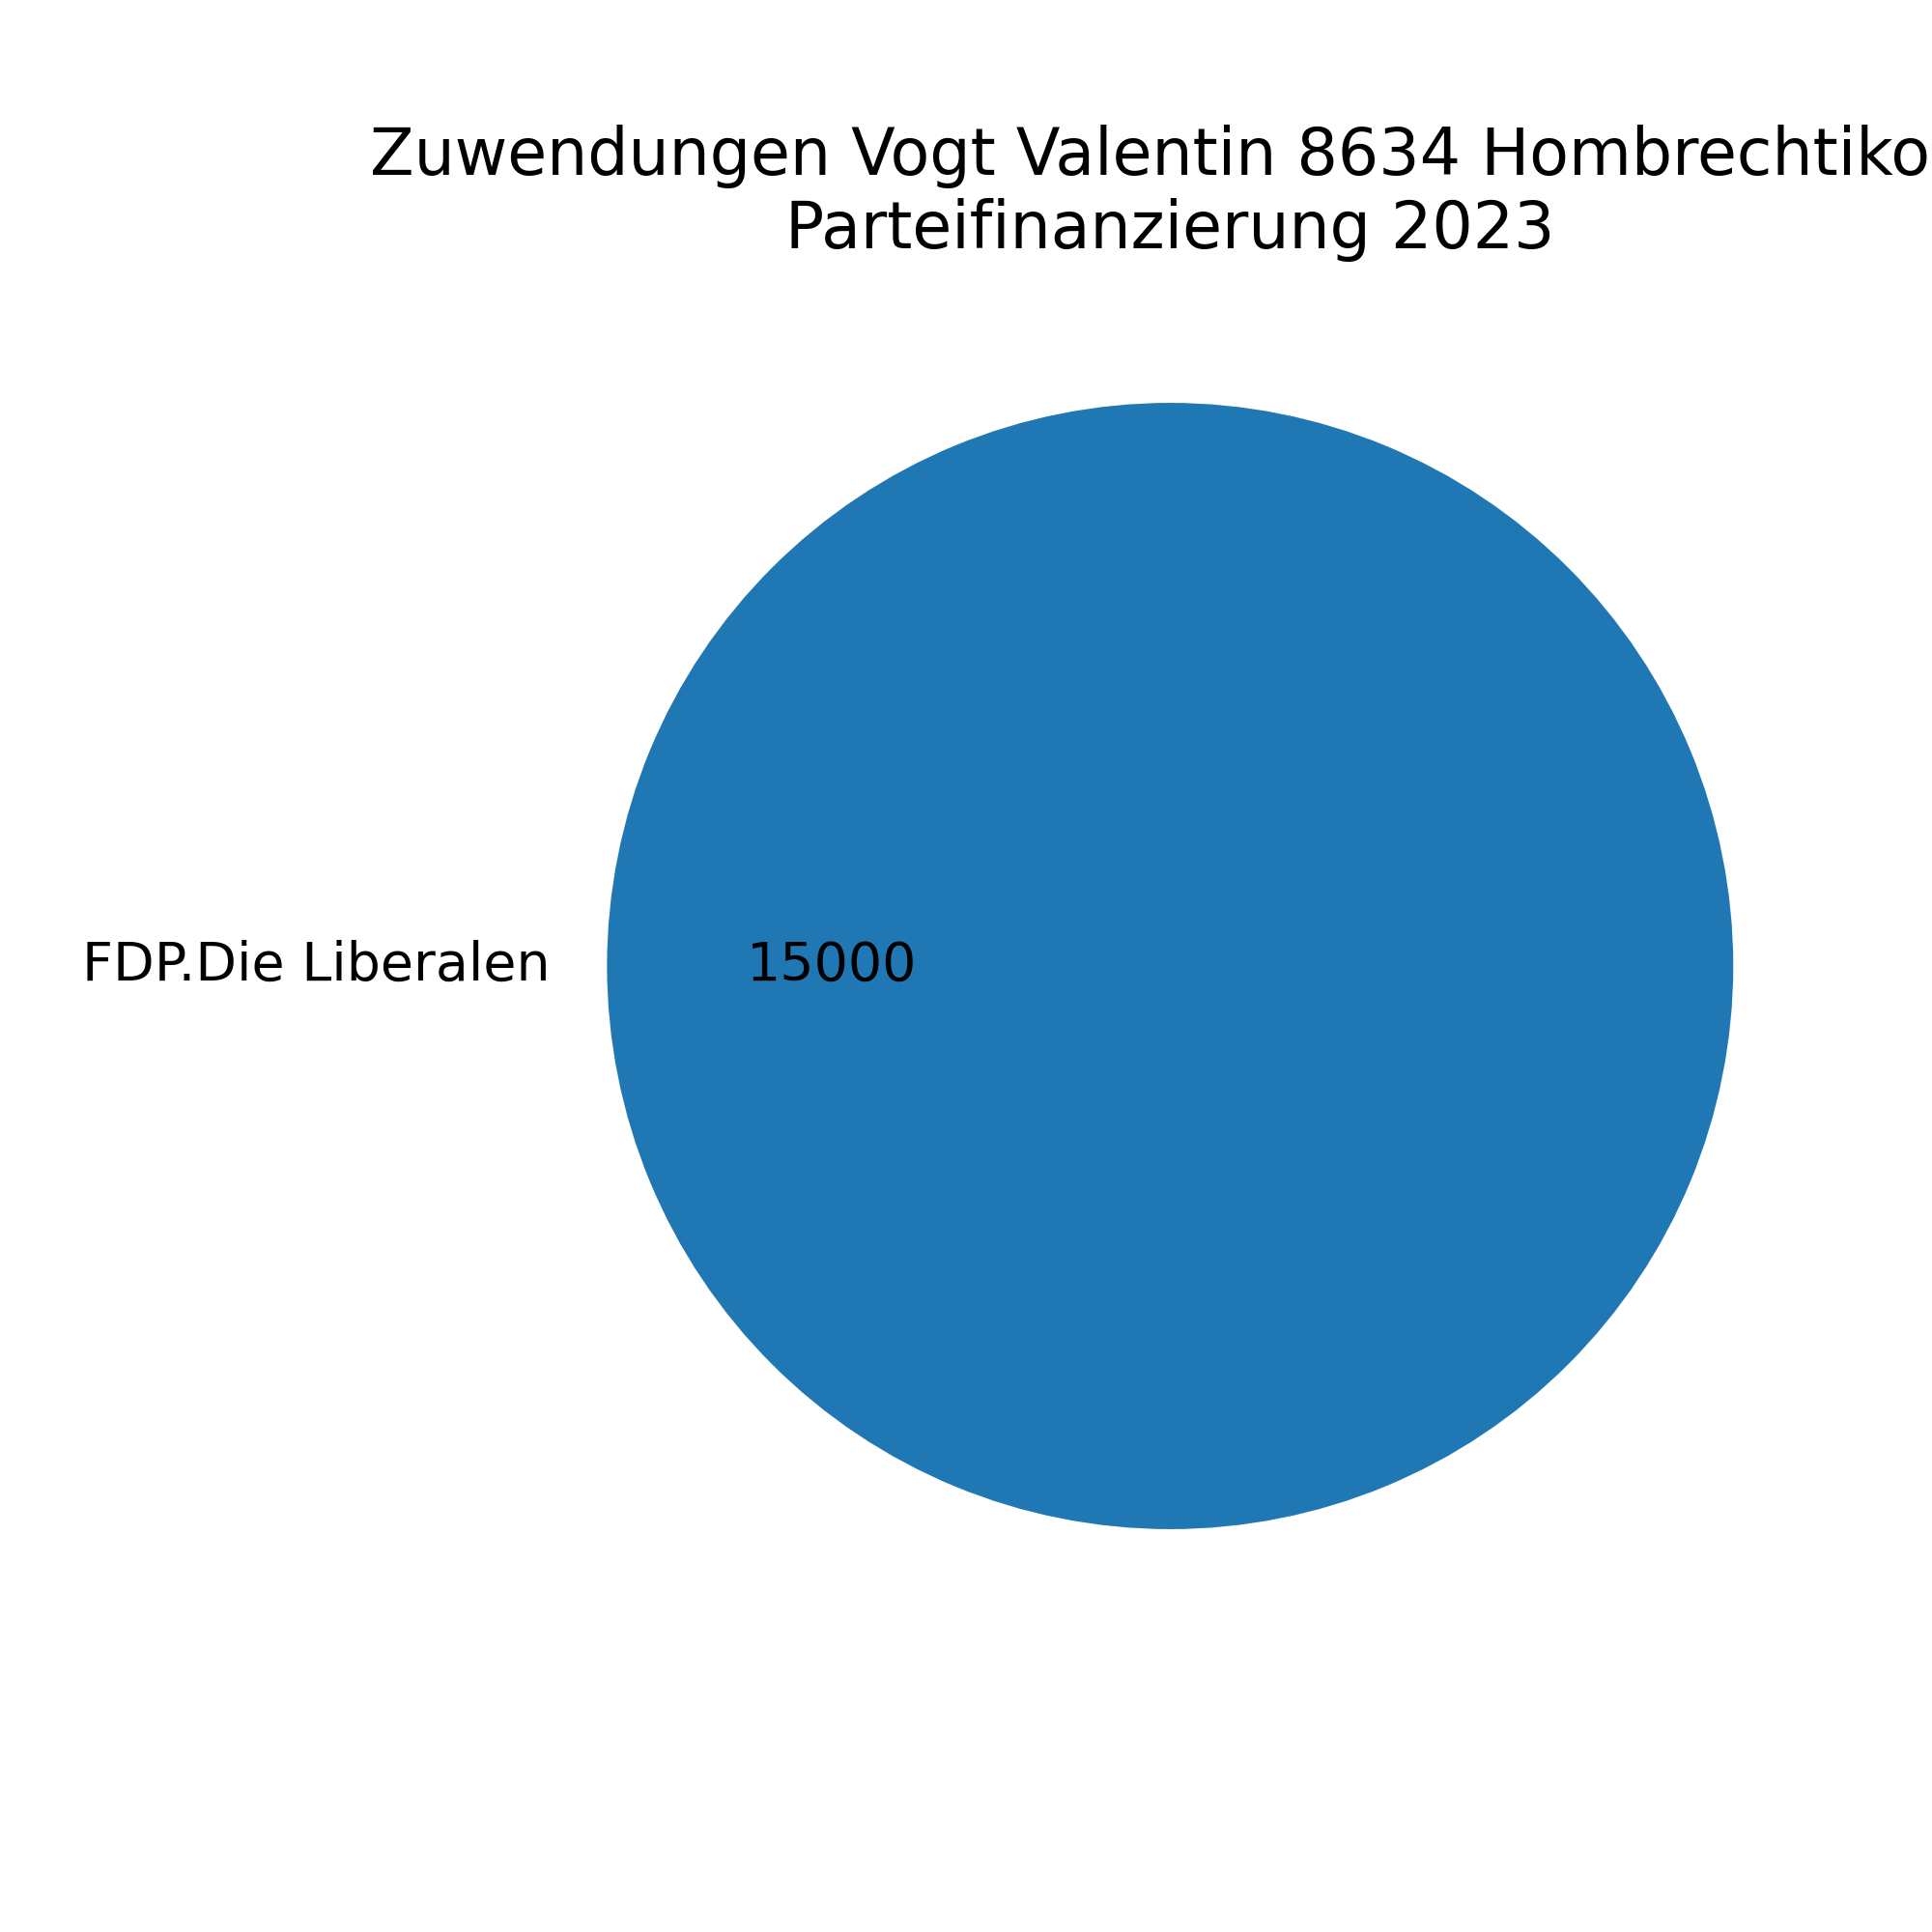 Zuwendungen Vogt Valentin 8634 Hombrechtiko
Parteifinanzierung 2023
FDP.Die Liberalen
15000